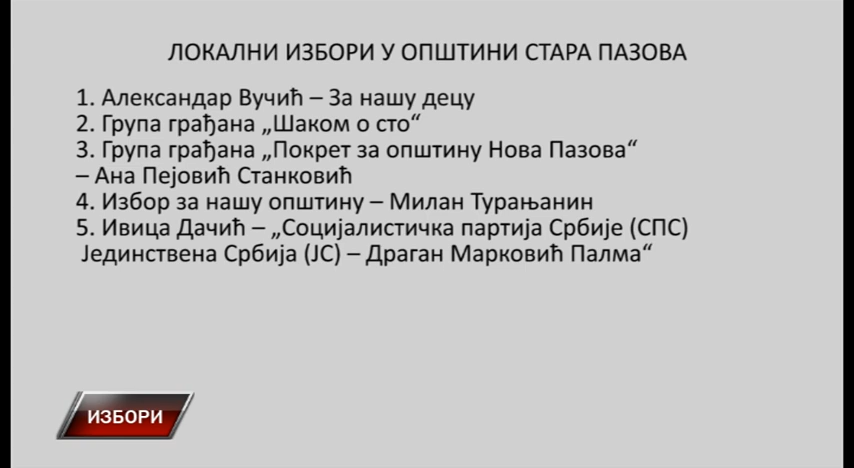 ЛОКАЛНИ ИЗБОРИ У ОПШТИНИ СТАРА ПАЗОВА
1. Александар Вучић – За нашу децу
2. Група грађана „Шаком о сто“
3. Група грађана „Покрет за општину Нова Пазова“
– Ана Пејовић Станковић
4. Избор за нашу општину – Милан Турањанин
5. Ивица Дачић – „Социјалистичка партија Србије (СПС)
Јединствена Србија (ЈС) – Драган Марковић Палма“
ИЗБОРИ